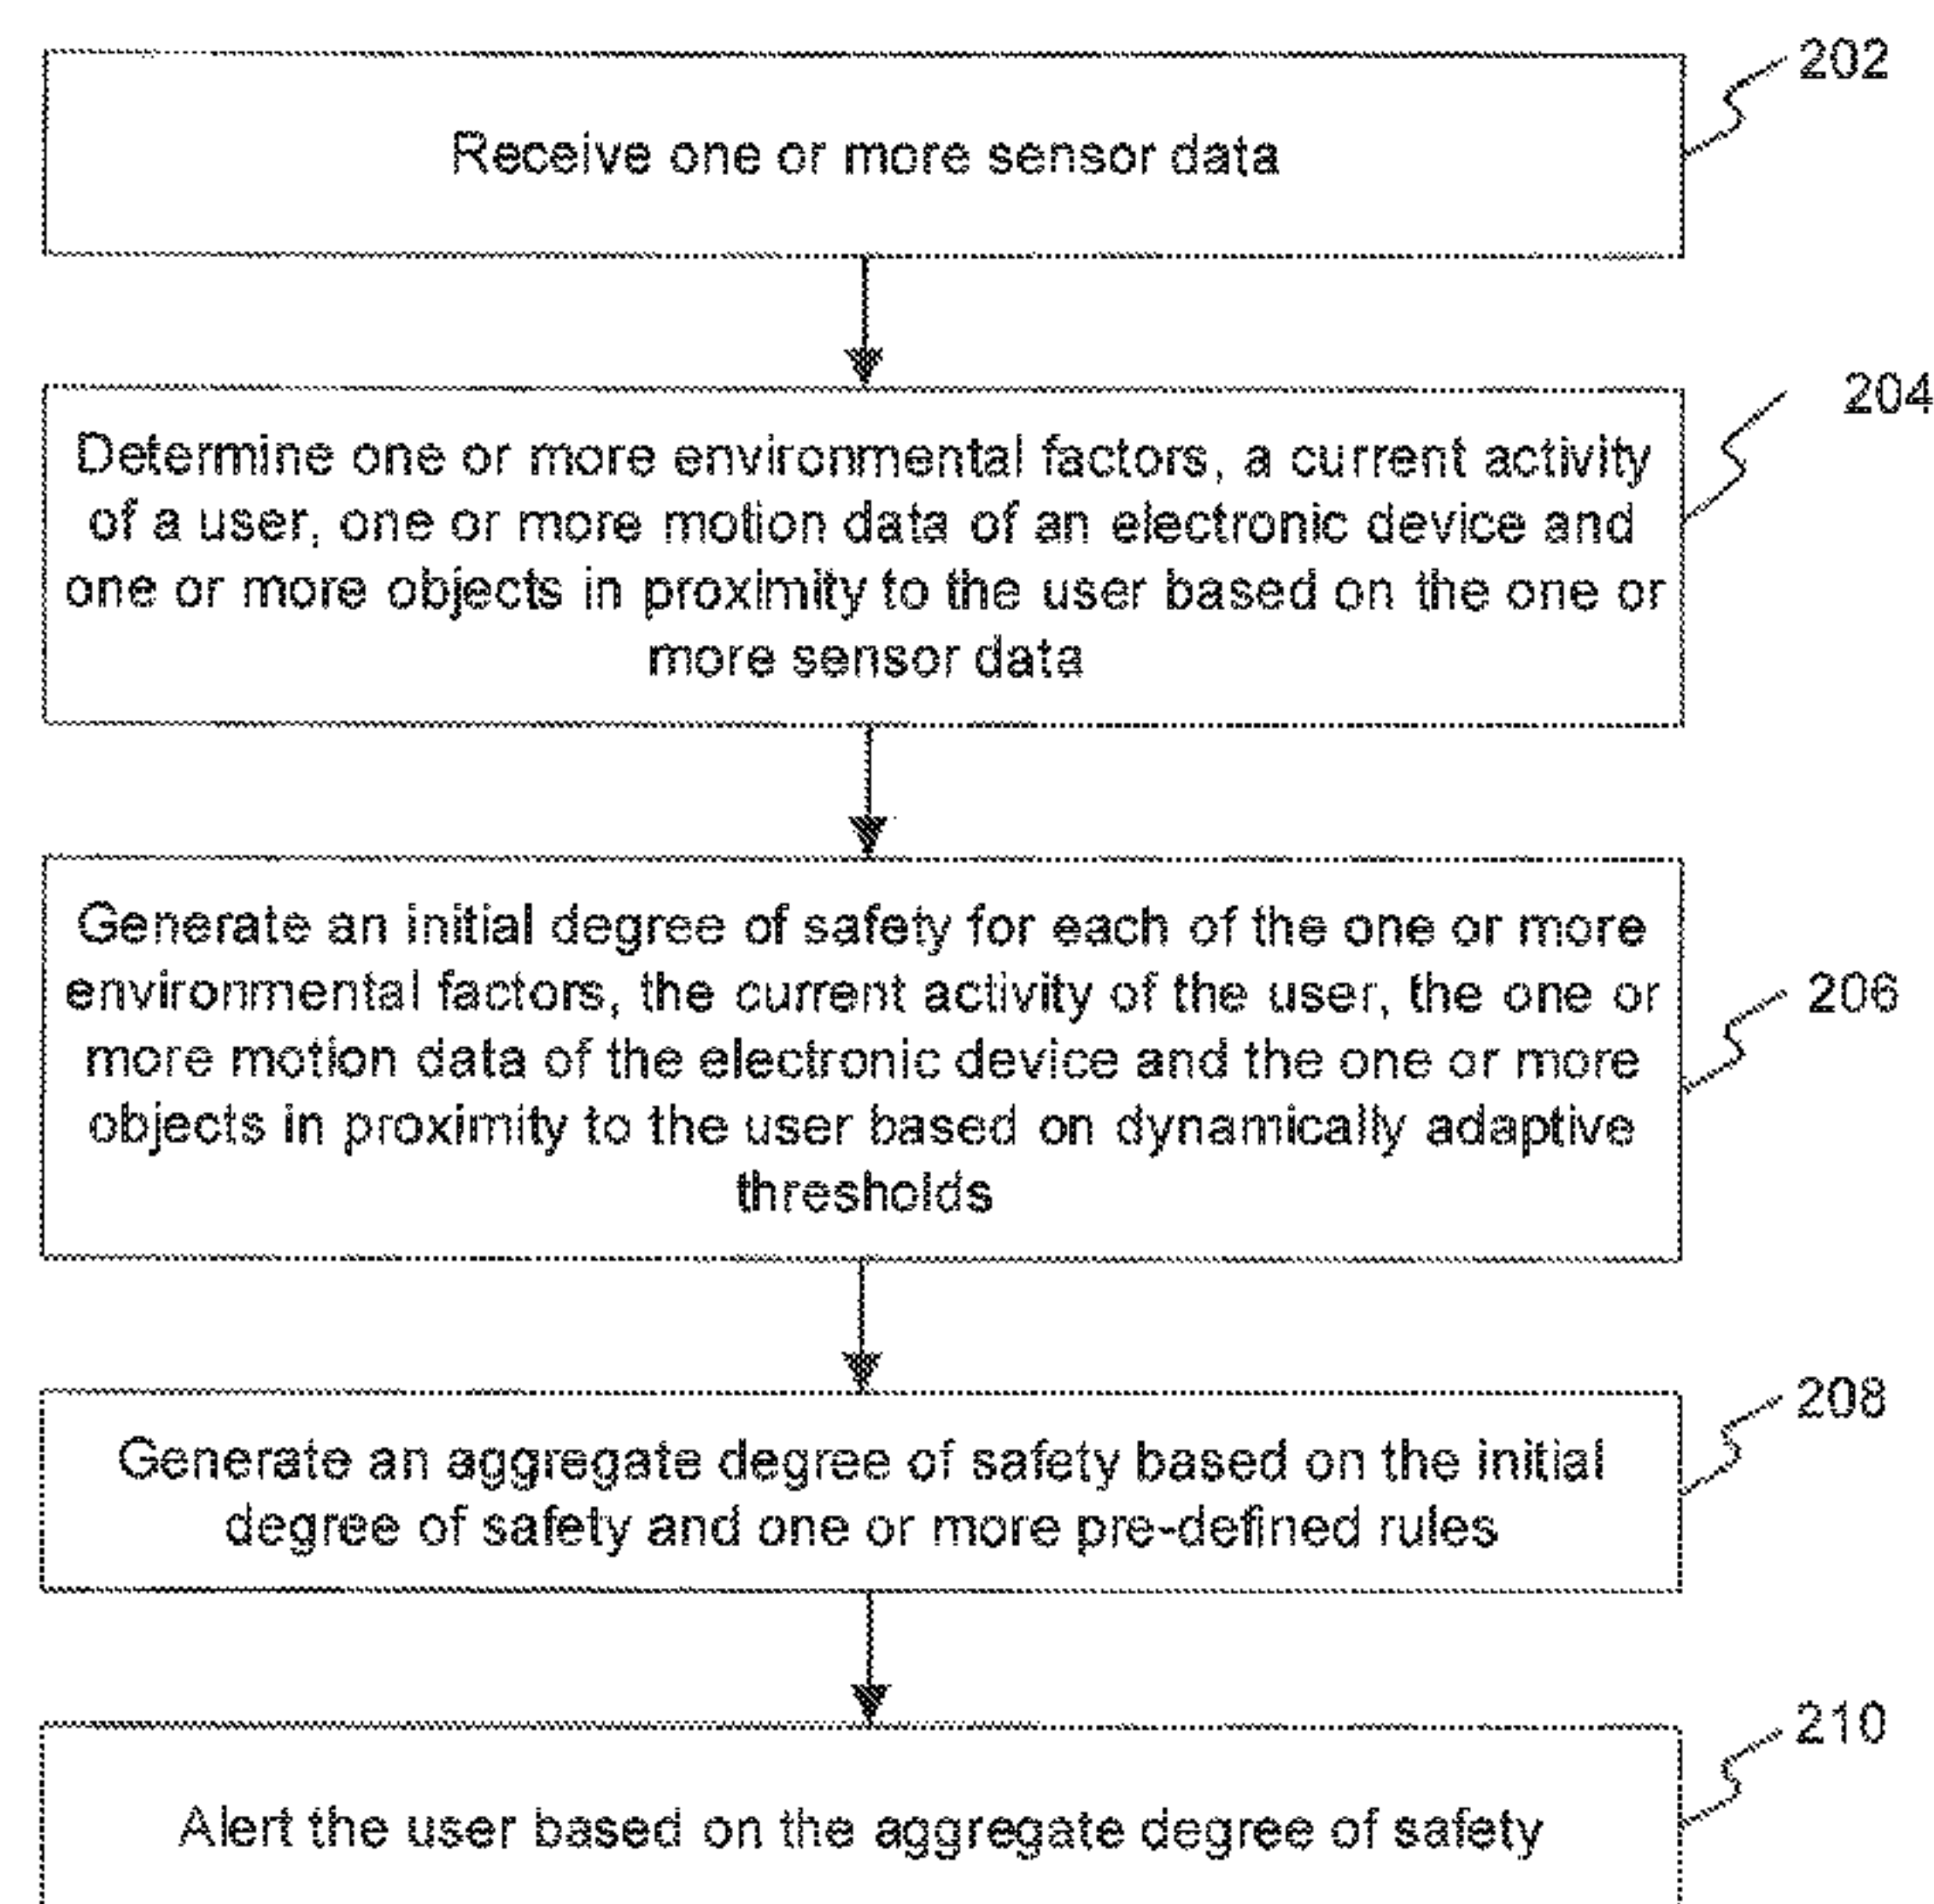 202
Receive one or more sensor data
204
Determine one or more environmental factors, a current activity
of a user, one or more motion data of an electronic device and
one or more objects in proximity to the user based on the one or
more sensor data
Generate an initial degree of safety for each of the one or more
environmental factors, the current activity of the user, the one or
more motion data of the electronic device and the one or more
objects in proximity to the user based on dynamically adaptive
thresholds
206
208
Generate an aggregate degree of safety based on the initial
degree of safety and one or more pre-defined rules
210
Alert the user based on the aggregate degree of safety